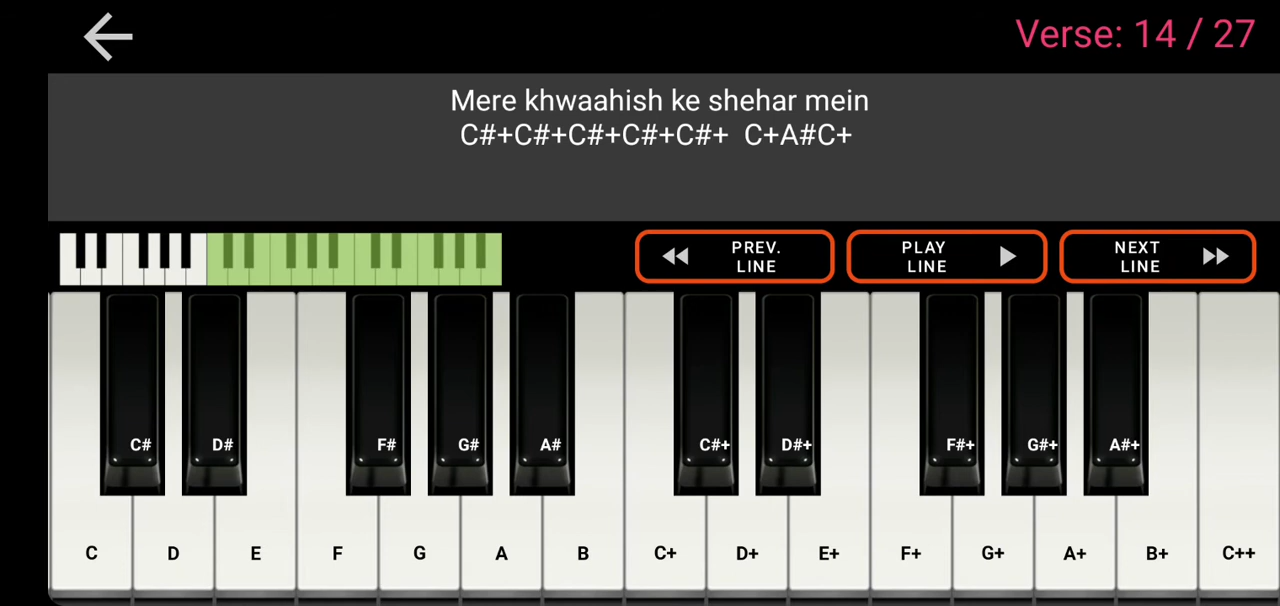 Verse: 14 / 27
Mere khwaahish ke shehar mein
C#+C#+C#+C#+C#+  C+A#C+
PREV.
LINE
PLAY
LINE
NEXT
LINE
C# D# F# G# A# C#+ D#+ F#+ G#+ A#+
C D E F G A B C+ D+ E+ F+ G+ A+ B+ C++